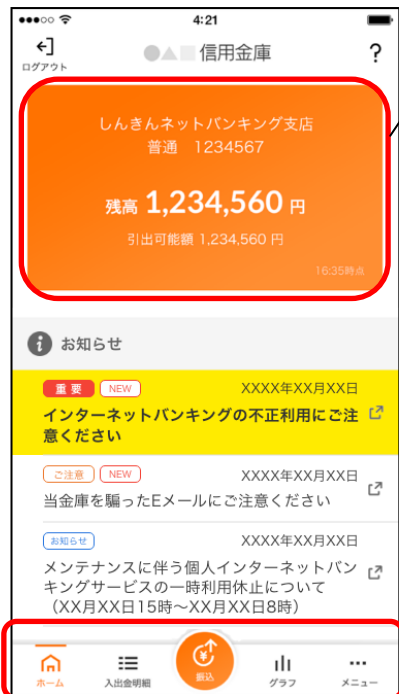 4:21
ログアウト
●▲■ 信用金庫
?
しんきんネットバンキング支店
普通 1234567
残高 1,234,560 円
引出可能額 1,234,560 円
16:35時点
お知らせ
重要 NEW XXXX年XX月XX日
インターネットバンキングの不正利用にご注
意ください
ご注意 NEW XXXX年XX月XX日
当金庫を騙ったEメールにご注意ください
お知らせ XXXX年XX月XX日
メンテナンスに伴う個人インターネットバン
キングサービスの一時利用休止について
（XX月XX日15時～XX月XX日8時）
ホーム 入出金明細 振込 グラフ メニュー